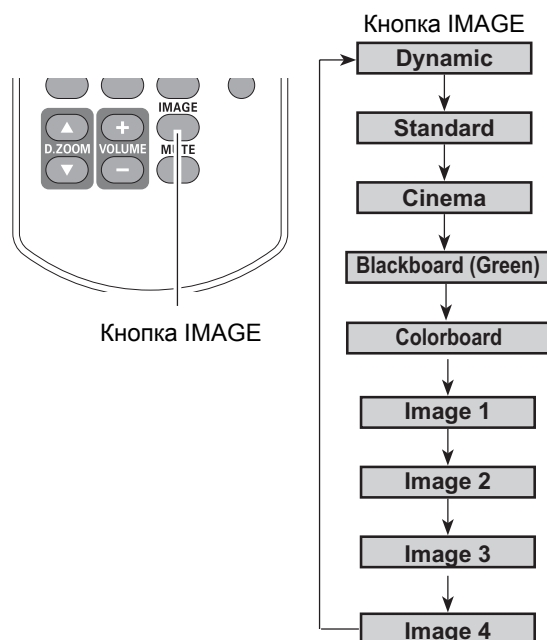 IMAGE
D.ZOOM
VOLUME
MUTE
Кнопка IMAGE
Кнопка IMAGE
Dynamic
Standard
Cinema
Blackboard (Green)
Colorboard
Image 1
Image 2
Image 3
Image 4